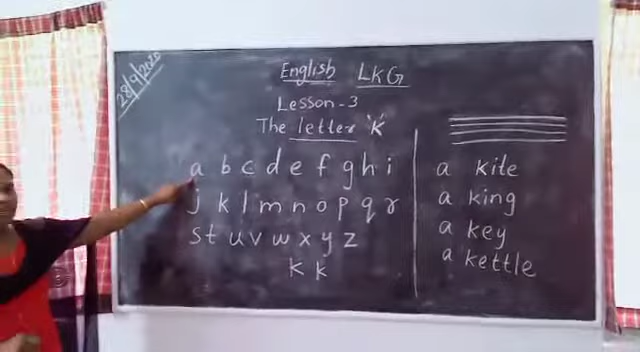 28/9/2020
English LKG
Lesson - 3
The letter 'K'
a b c d e f g h i
j k l m n o p q r
s t u v w x y z
K k
a kite
a king
a key
a kettle